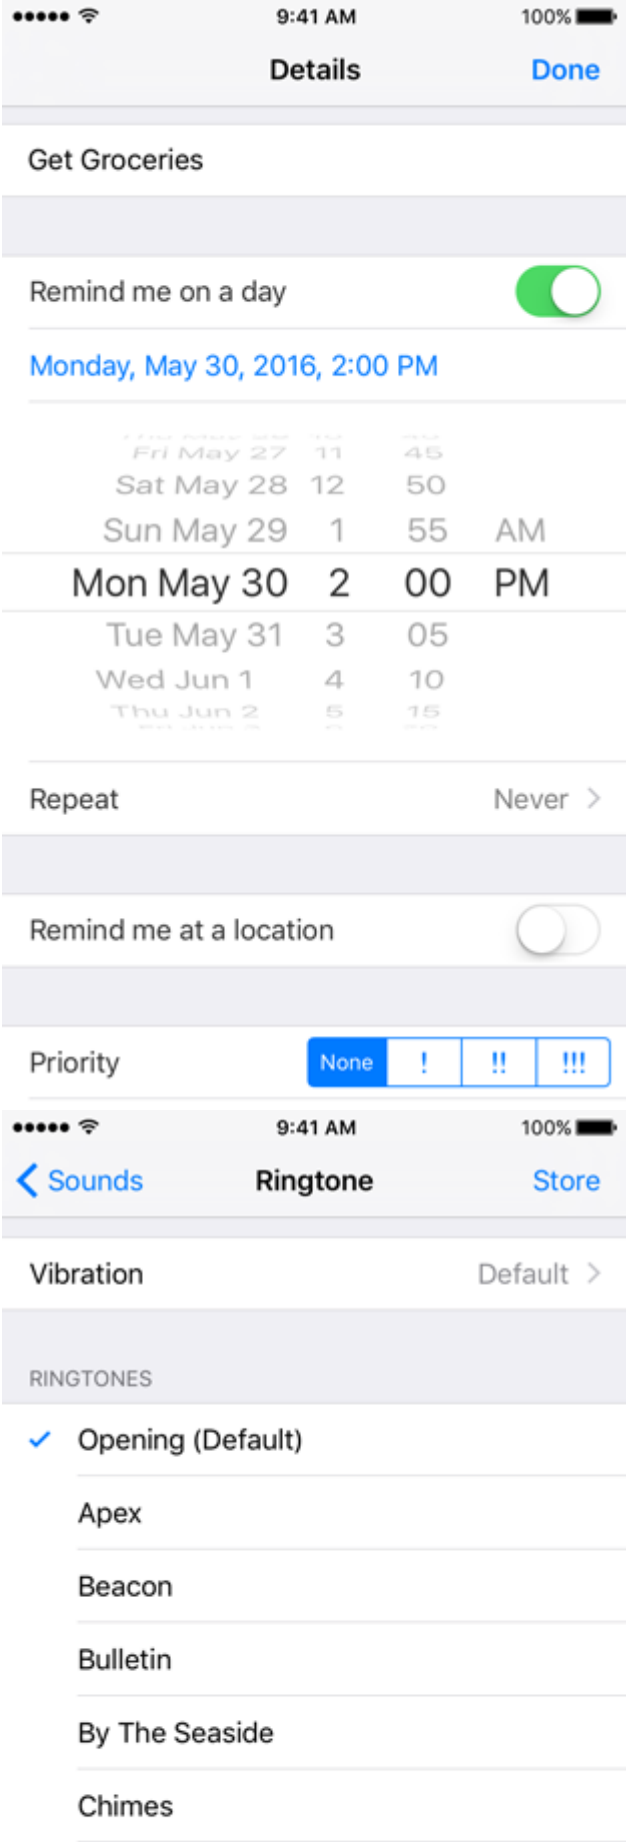 9:41 AM 100%
Details Done
Get Groceries
Remind me on a day
Monday, May 30, 2016, 2:00 PM
Fri May 27 11 45
Sat May 28 12 50
Sun May 29 1 55 AM
Mon May 30 2 00 PM
Tue May 31 3 05
Wed Jun 1 4 10
Thu Jun 2 5 15
Repeat Never >
Remind me at a location
Priority None ! !! !!!
9:41 AM 100%
< Sounds Ringtone Store
Vibration Default >
RINGTONES
✓ Opening (Default)
Apex
Beacon
Bulletin
By The Seaside
Chimes